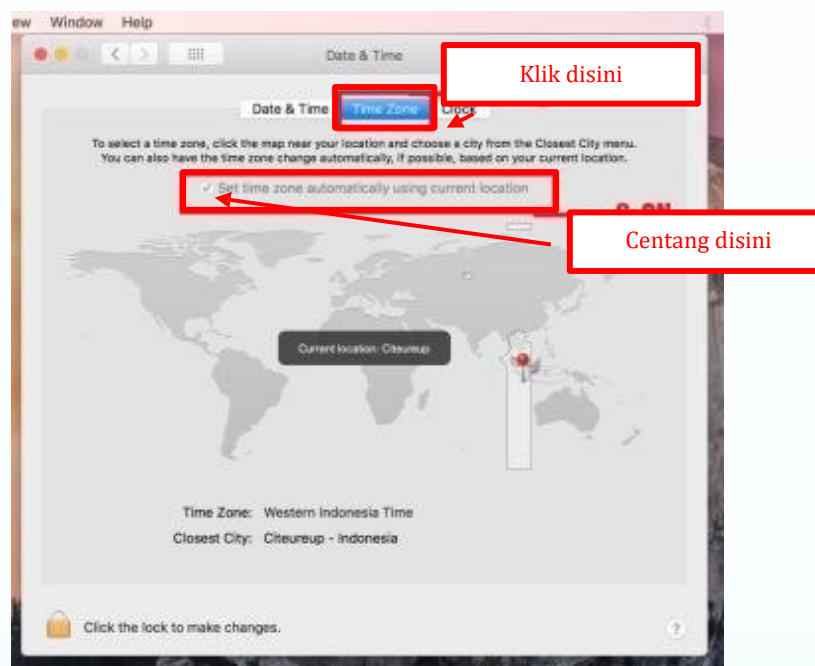 ew Window Help
Date & Time
Klik disini
Date & Time Time Zone Clock
To select a time zone, click the map near your location and choose a city from the Closest City menu.
You can also have the time zone change automatically, if possible, based on your current location.
Set time zone automatically using current location
Centang disini
Current location: Citeureup
Time Zone: Western Indonesia Time
Closest City: Citeureup - Indonesia
Click the lock to make changes.
?